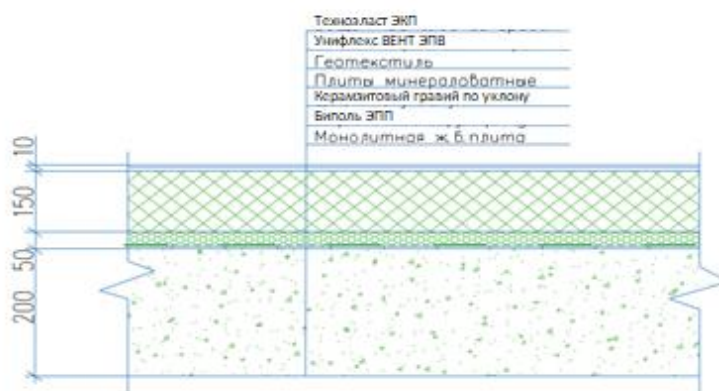 Техноэласт ЭКП
Унифлекс ВЕНТ ЭПВ
Геотекстиль
Плиты минераловатные
Керамзитовый гравий по уклону
Биполь ЭПП
Монолитная ж.б. плита
10
150
50
200